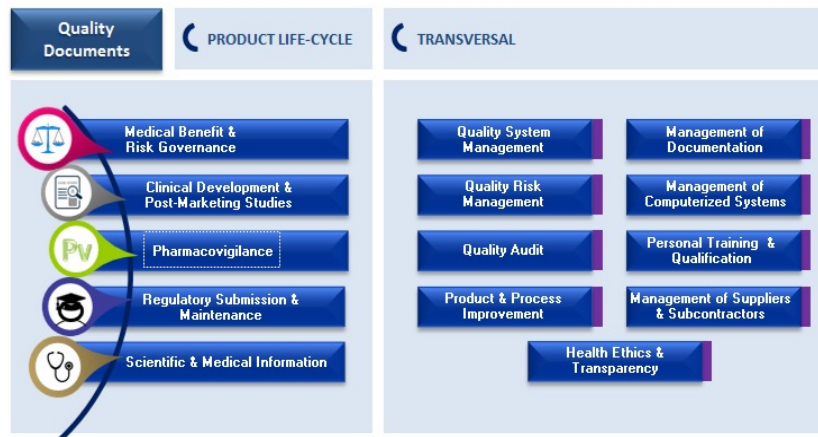 Quality
Documents
PRODUCT LIFE-CYCLE
TRANSVERSAL
Medical Benefit &
Risk Governance
Clinical Development &
Post-Marketing Studies
PV
Pharmacovigilance
Regulatory Submission &
Maintenance
Scientific & Medical Information
Quality System
Management
Management of
Documentation
Quality Risk
Management
Management of
Computerized Systems
Quality Audit
Personal Training &
Qualification
Product & Process
Improvement
Management of Suppliers
& Subcontractors
Health Ethics &
Transparency